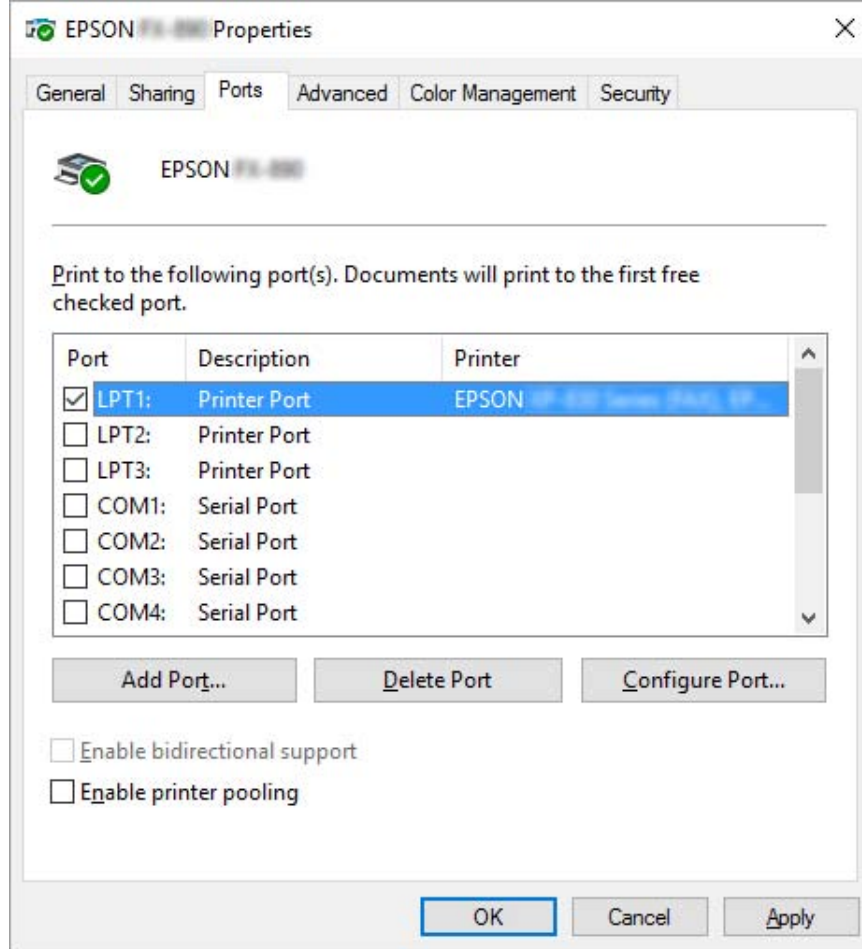 EPSON Properties
General Sharing Ports Advanced Color Management Security
EPSON
Print to the following port(s). Documents will print to the first free
checked port.
Port Description Printer
LPT1: Printer Port EPSON
LPT2: Printer Port
LPT3: Printer Port
COM1: Serial Port
COM2: Serial Port
COM3: Serial Port
COM4: Serial Port
Add Port... Delete Port Configure Port...
Enable bidirectional support
Enable printer pooling
OK Cancel Apply